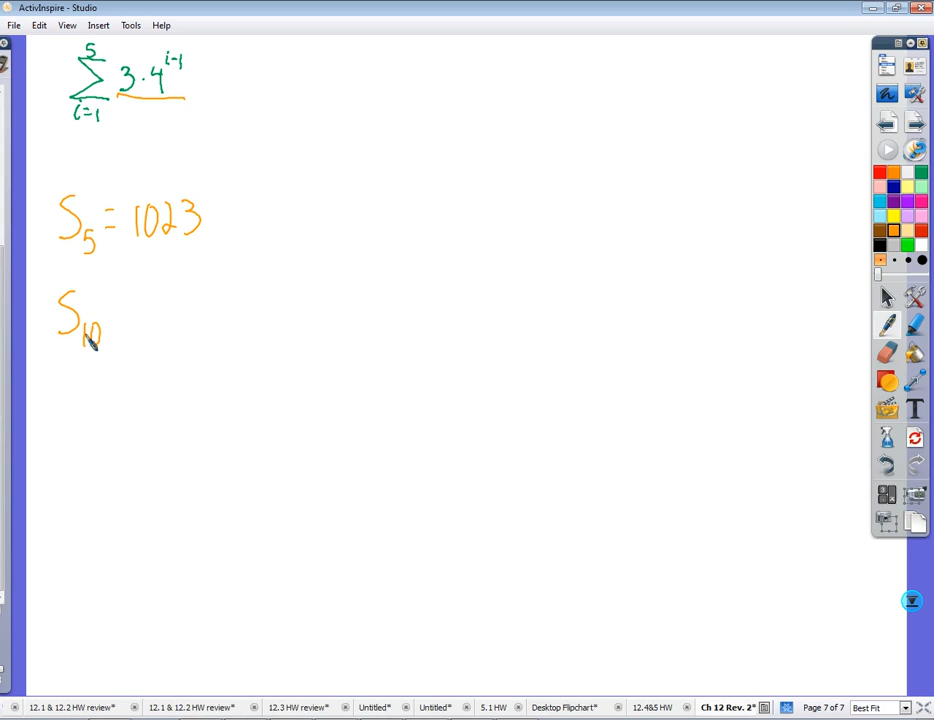 ActivInspire - Studio
File Edit View Insert Tools Help
5
∑ 3·4^{i-1}
i=1
S_5 = 1023
S_10
12.1 & 12.2 HW review* 12.1 & 12.2 HW review* 12.3 HW review* Untitled* Untitled* 5.1 HW Desktop Flipchart* 12.4&5 HW Ch 12 Rev. 2* Page 7 of 7 Best Fit